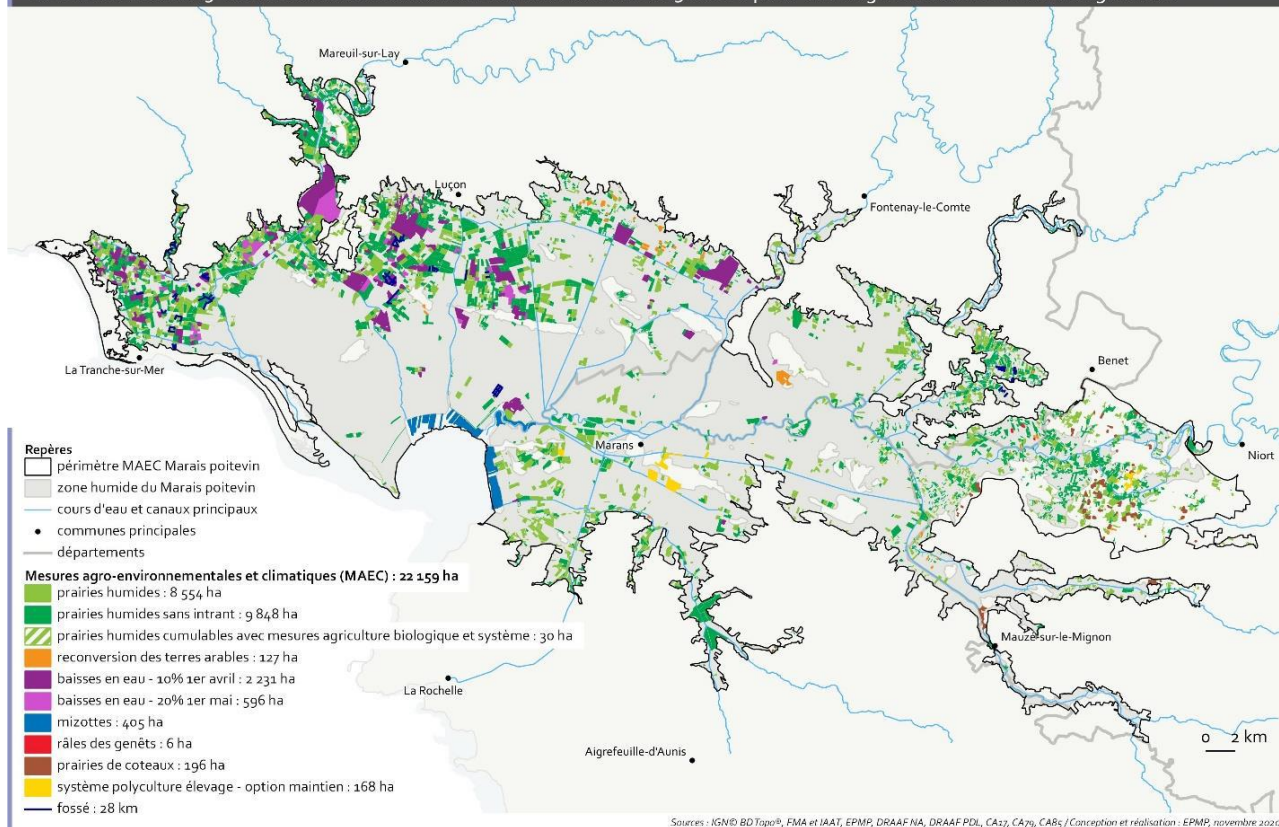 Mareuil-sur-Lay
Luçon
Fontenay-le-Comte
La Tranche-sur-Mer
Benet
Niort
Marans
Mauzé-sur-le-Mignon
La Rochelle
Aigrefeuille-d'Aunis
0 2 km
Repères
périmètre MAEC Marais poitevin
zone humide du Marais poitevin
cours d'eau et canaux principaux
communes principales
départements
Mesures agro-environnementales et climatiques (MAEC) : 22 159 ha
prairies humides : 8 554 ha
prairies humides sans intrant : 9 848 ha
prairies humides cumulables avec mesures agriculture biologique et système : 30 ha
reconversion des terres arables : 127 ha
baisses en eau - 10% 1er avril : 2 231 ha
baisses en eau - 20% 1er mai : 596 ha
mizottes : 405 ha
râles des genêts : 6 ha
prairies de coteaux : 196 ha
système polyculture élevage - option maintien : 168 ha
fossé : 28 km
Sources : IGN© BD Topo®, FMA et IAAT, EPMP, DRAAF NA, DRAAF PDL, CA17, CA79, CA85 / Conception et réalisation : EPMP, novembre 2020